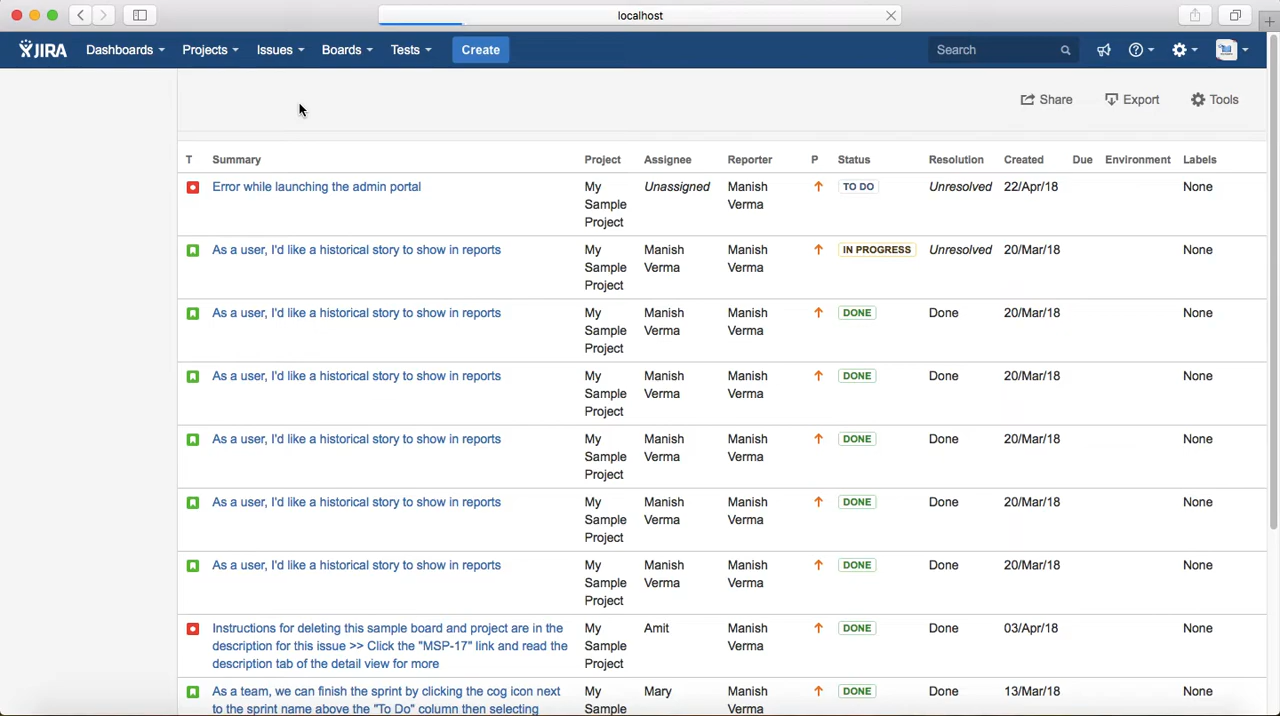 localhost
JIRA Dashboards Projects Issues Boards Tests Create Search
Share Export Tools
T Summary Project Assignee Reporter P Status Resolution Created Due Environment Labels
Error while launching the admin portal My Sample Project Unassigned Manish Verma TO DO Unresolved 22/Apr/18 None
As a user, I'd like a historical story to show in reports My Sample Project Manish Verma Manish Verma IN PROGRESS Unresolved 20/Mar/18 None
As a user, I'd like a historical story to show in reports My Sample Project Manish Verma Manish Verma DONE Done 20/Mar/18 None
As a user, I'd like a historical story to show in reports My Sample Project Manish Verma Manish Verma DONE Done 20/Mar/18 None
As a user, I'd like a historical story to show in reports My Sample Project Manish Verma Manish Verma DONE Done 20/Mar/18 None
As a user, I'd like a historical story to show in reports My Sample Project Manish Verma Manish Verma DONE Done 20/Mar/18 None
As a user, I'd like a historical story to show in reports My Sample Project Manish Verma Manish Verma DONE Done 20/Mar/18 None
Instructions for deleting this sample board and project are in the
description for this issue >> Click the "MSP-17" link and read the
description tab of the detail view for more My Sample Project Amit Manish Verma DONE Done 03/Apr/18 None
As a team, we can finish the sprint by clicking the cog icon next
to the sprint name above the "To Do" column then selecting My Sample Mary Manish Verma DONE Done 13/Mar/18 None